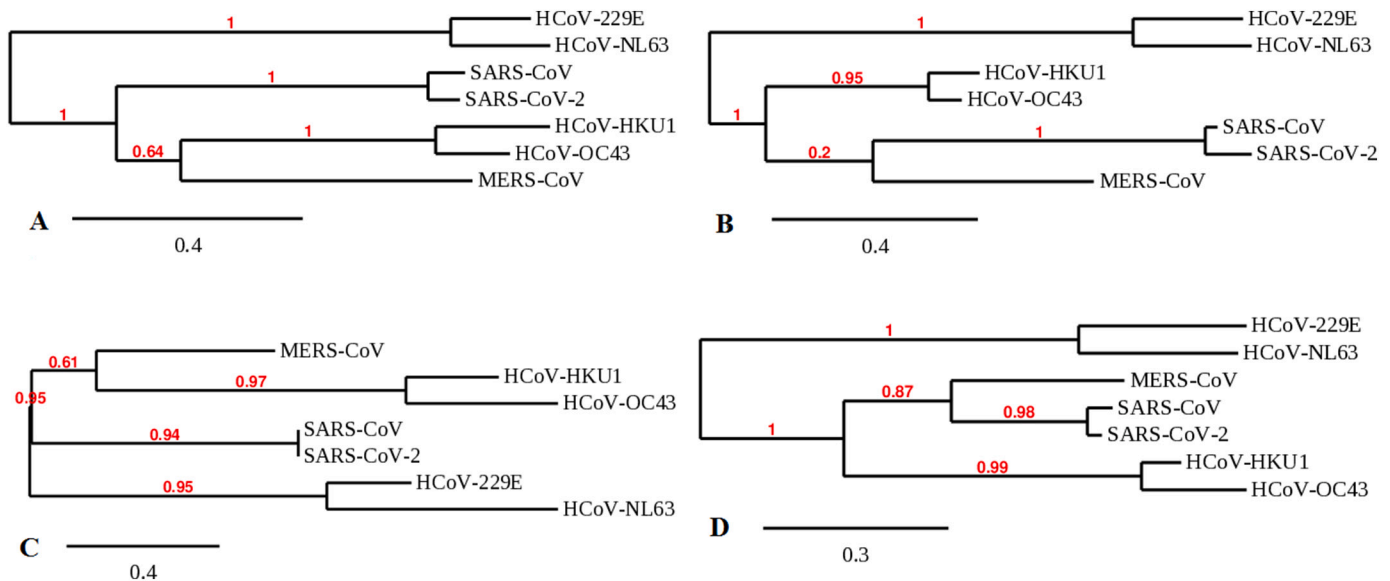 1
HCoV-229E
HCoV-NL63
1
SARS-CoV
SARS-CoV-2
1
0.64
1
HCoV-HKU1
HCoV-OC43
MERS-CoV
A
0.4
1
HCoV-229E
HCoV-NL63
0.95
HCoV-HKU1
HCoV-OC43
1
0.2
1
SARS-CoV
SARS-CoV-2
MERS-CoV
B
0.4
0.61
MERS-CoV
0.97
HCoV-HKU1
HCoV-OC43
0.95
0.94
SARS-CoV
SARS-CoV-2
0.95
HCoV-229E
HCoV-NL63
C
0.4
1
HCoV-229E
HCoV-NL63
0.87
MERS-CoV
0.98
SARS-CoV
SARS-CoV-2
1
0.99
HCoV-HKU1
HCoV-OC43
D
0.3